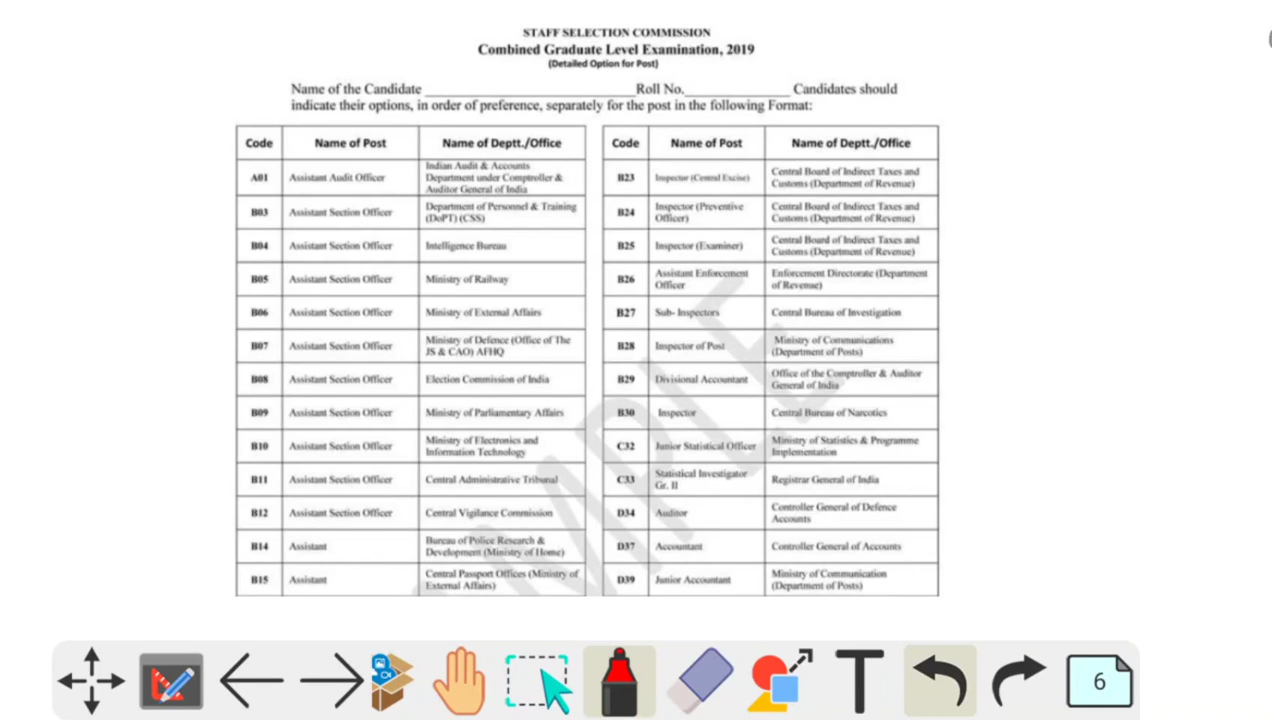 STAFF SELECTION COMMISSION
Combined Graduate Level Examination, 2019
(Detailed Option for Post)
Name of the Candidate ______________________________Roll No._______________ Candidates should
indicate their options, in order of preference, separately for the post in the following Format:
Code Name of Post Name of Deptt./Office
A01 Assistant Audit Officer Indian Audit & Accounts
Department under Comptroller &
Auditor General of India
B03 Assistant Section Officer Department of Personnel & Training
(DoPT) (CSS)
B04 Assistant Section Officer Intelligence Bureau
B05 Assistant Section Officer Ministry of Railway
B06 Assistant Section Officer Ministry of External Affairs
B07 Assistant Section Officer Ministry of Defence (Office of The
JS & CAO) AFHQ
B08 Assistant Section Officer Election Commission of India
B09 Assistant Section Officer Ministry of Parliamentary Affairs
B10 Assistant Section Officer Ministry of Electronics and
Information Technology
B11 Assistant Section Officer Central Administrative Tribunal
B12 Assistant Section Officer Central Vigilance Commission
B14 Assistant Bureau of Police Research &
Development (Ministry of Home)
B15 Assistant Central Passport Offices (Ministry of
External Affairs)
Code Name of Post Name of Deptt./Office
B23 Inspector (Central Excise) Central Board of Indirect Taxes and
Customs (Department of Revenue)
B24 Inspector (Preventive
Officer) Central Board of Indirect Taxes and
Customs (Department of Revenue)
B25 Inspector (Examiner) Central Board of Indirect Taxes and
Customs (Department of Revenue)
B26 Assistant Enforcement
Officer Enforcement Directorate (Department
of Revenue)
B27 Sub- Inspectors Central Bureau of Investigation
B28 Inspector of Post Ministry of Communications
(Department of Posts)
B29 Divisional Accountant Office of the Comptroller & Auditor
General of India
B30 Inspector Central Bureau of Narcotics
C32 Junior Statistical Officer Ministry of Statistics & Programme
Implementation
C33 Statistical Investigator
Gr. II Registrar General of India
D34 Auditor Controller General of Defence
Accounts
D37 Accountant Controller General of Accounts
D39 Junior Accountant Ministry of Communication
(Department of Posts)
AMPLE
T
6